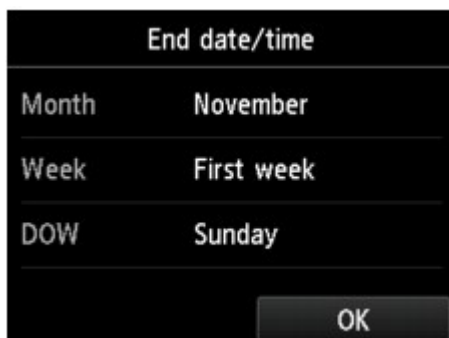 End date/time
Month November
Week First week
DOW Sunday
OK